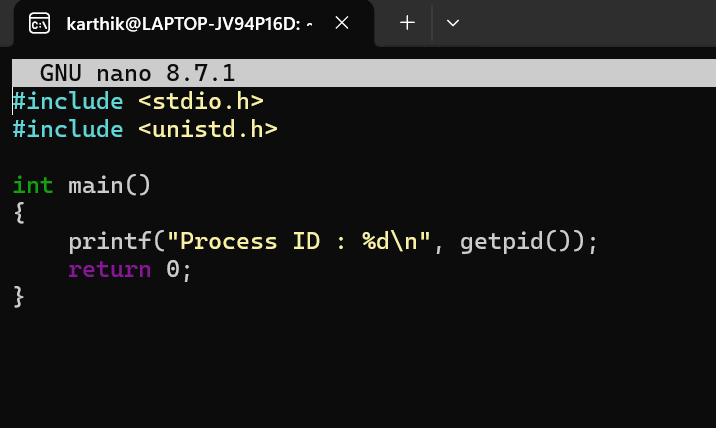 karthik@LAPTOP-JV94P16D: ~
GNU nano 8.7.1
#include <stdio.h>
#include <unistd.h>
int main()
{
    printf("Process ID : %d\n", getpid());
    return 0;
}